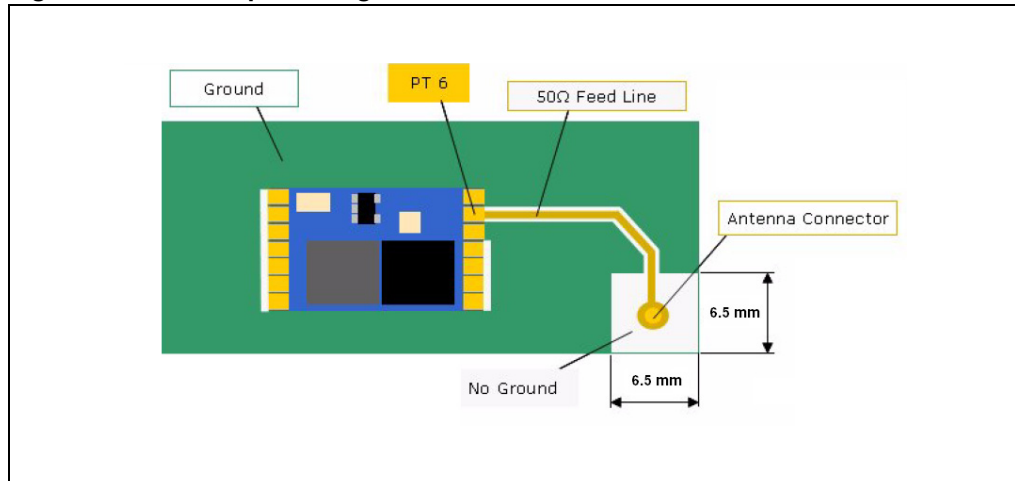 Ground
PT 6
50Ω Feed Line
Antenna Connector
6.5 mm
No Ground
6.5 mm